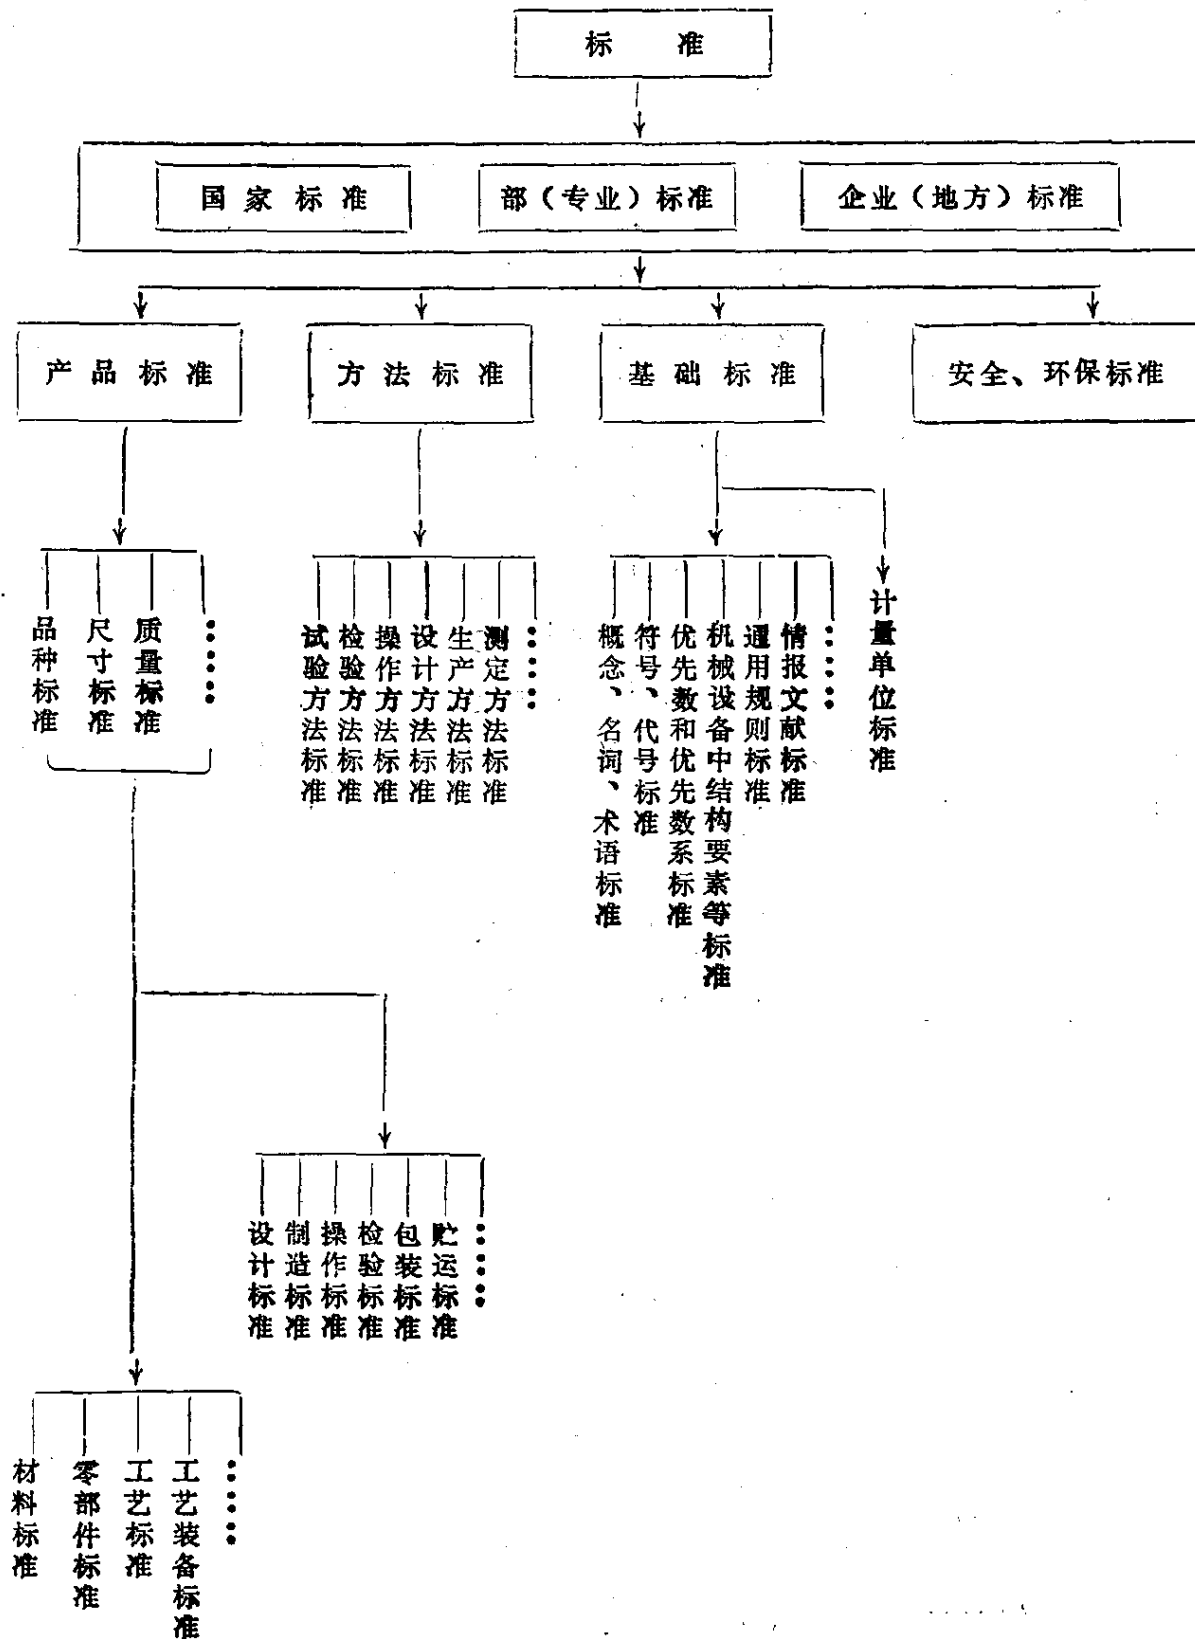 标 准
国家标准
部（专业）标准
企业（地方）标准
产品标准
方法标准
基础标准
安全、环保标准
品种标准
尺寸标准
质量标准
……
试验方法标准
检验方法标准
操作方法标准
设计方法标准
生产方法标准
测定方法标准
……
概念、名词、术语标准
符号、代号标准
优先数和优先数系标准
机械设备中结构要素等标准
通用规则标准
情报文献标准
……
计量单位标准
设计标准
制造标准
操作标准
检验标准
包装标准
贮运标准
……
材料标准
零部件标准
工艺标准
工艺装备标准
……